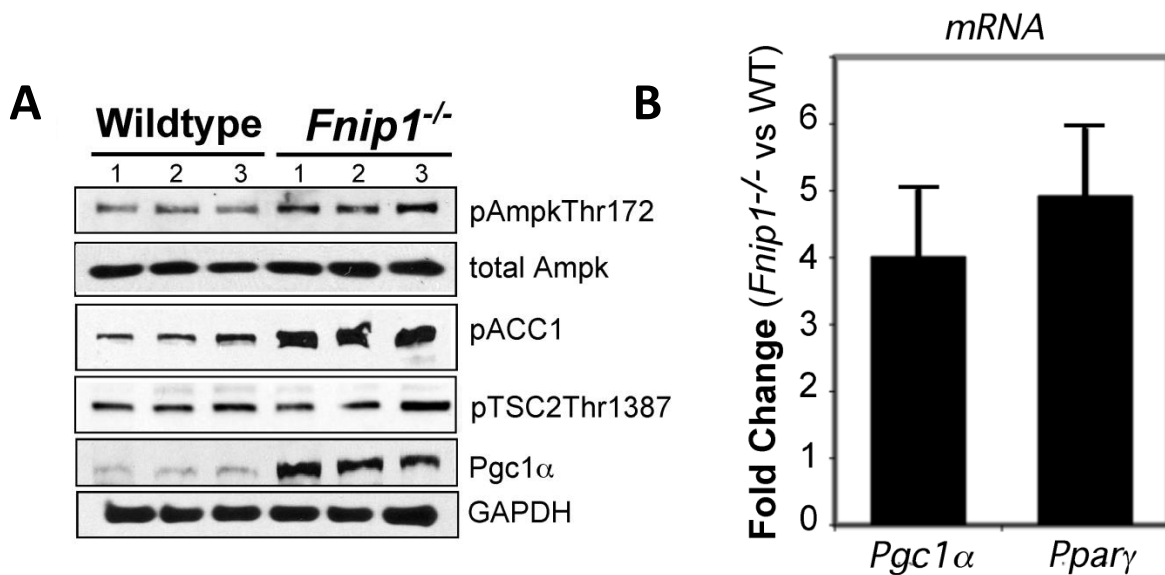 A
Wildtype Fnip1-/-
1 2 3 1 2 3
pAmpkThr172
total Ampk
pACC1
pTSC2Thr1387
Pgc1α
GAPDH
B
mRNA
Fold Change (Fnip1-/- vs WT)
6
5
4
3
2
1
0
Pgc1α Pparγ